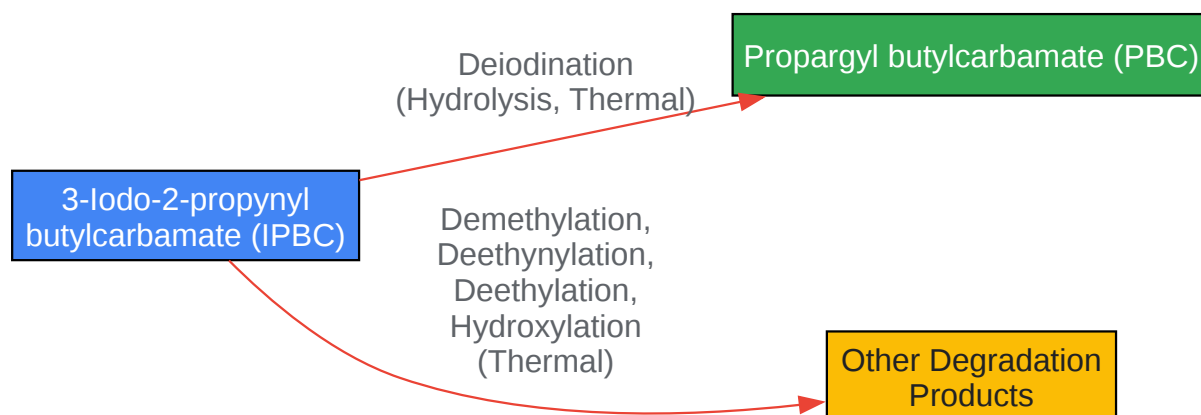 Deiodination
(Hydrolysis, Thermal)
Propargyl butylcarbamate (PBC)
3-Iodo-2-propynyl
butylcarbamate (IPBC)
Demethylation,
Deethynylation,
Deethylation,
Hydroxylation
(Thermal)
Other Degradation
Products